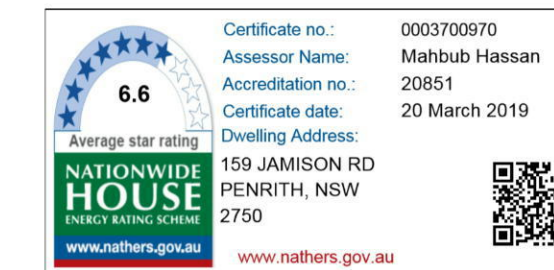 6.6
Average star rating
NATIONWIDE
HOUSE
ENERGY RATING SCHEME
www.nathers.gov.au
Certificate no.: 0003700970
Assessor Name: Mahbub Hassan
Accreditation no.: 20851
Certificate date: 20 March 2019
Dwelling Address:
159 JAMISON RD
PENRITH, NSW
2750
www.nathers.gov.au